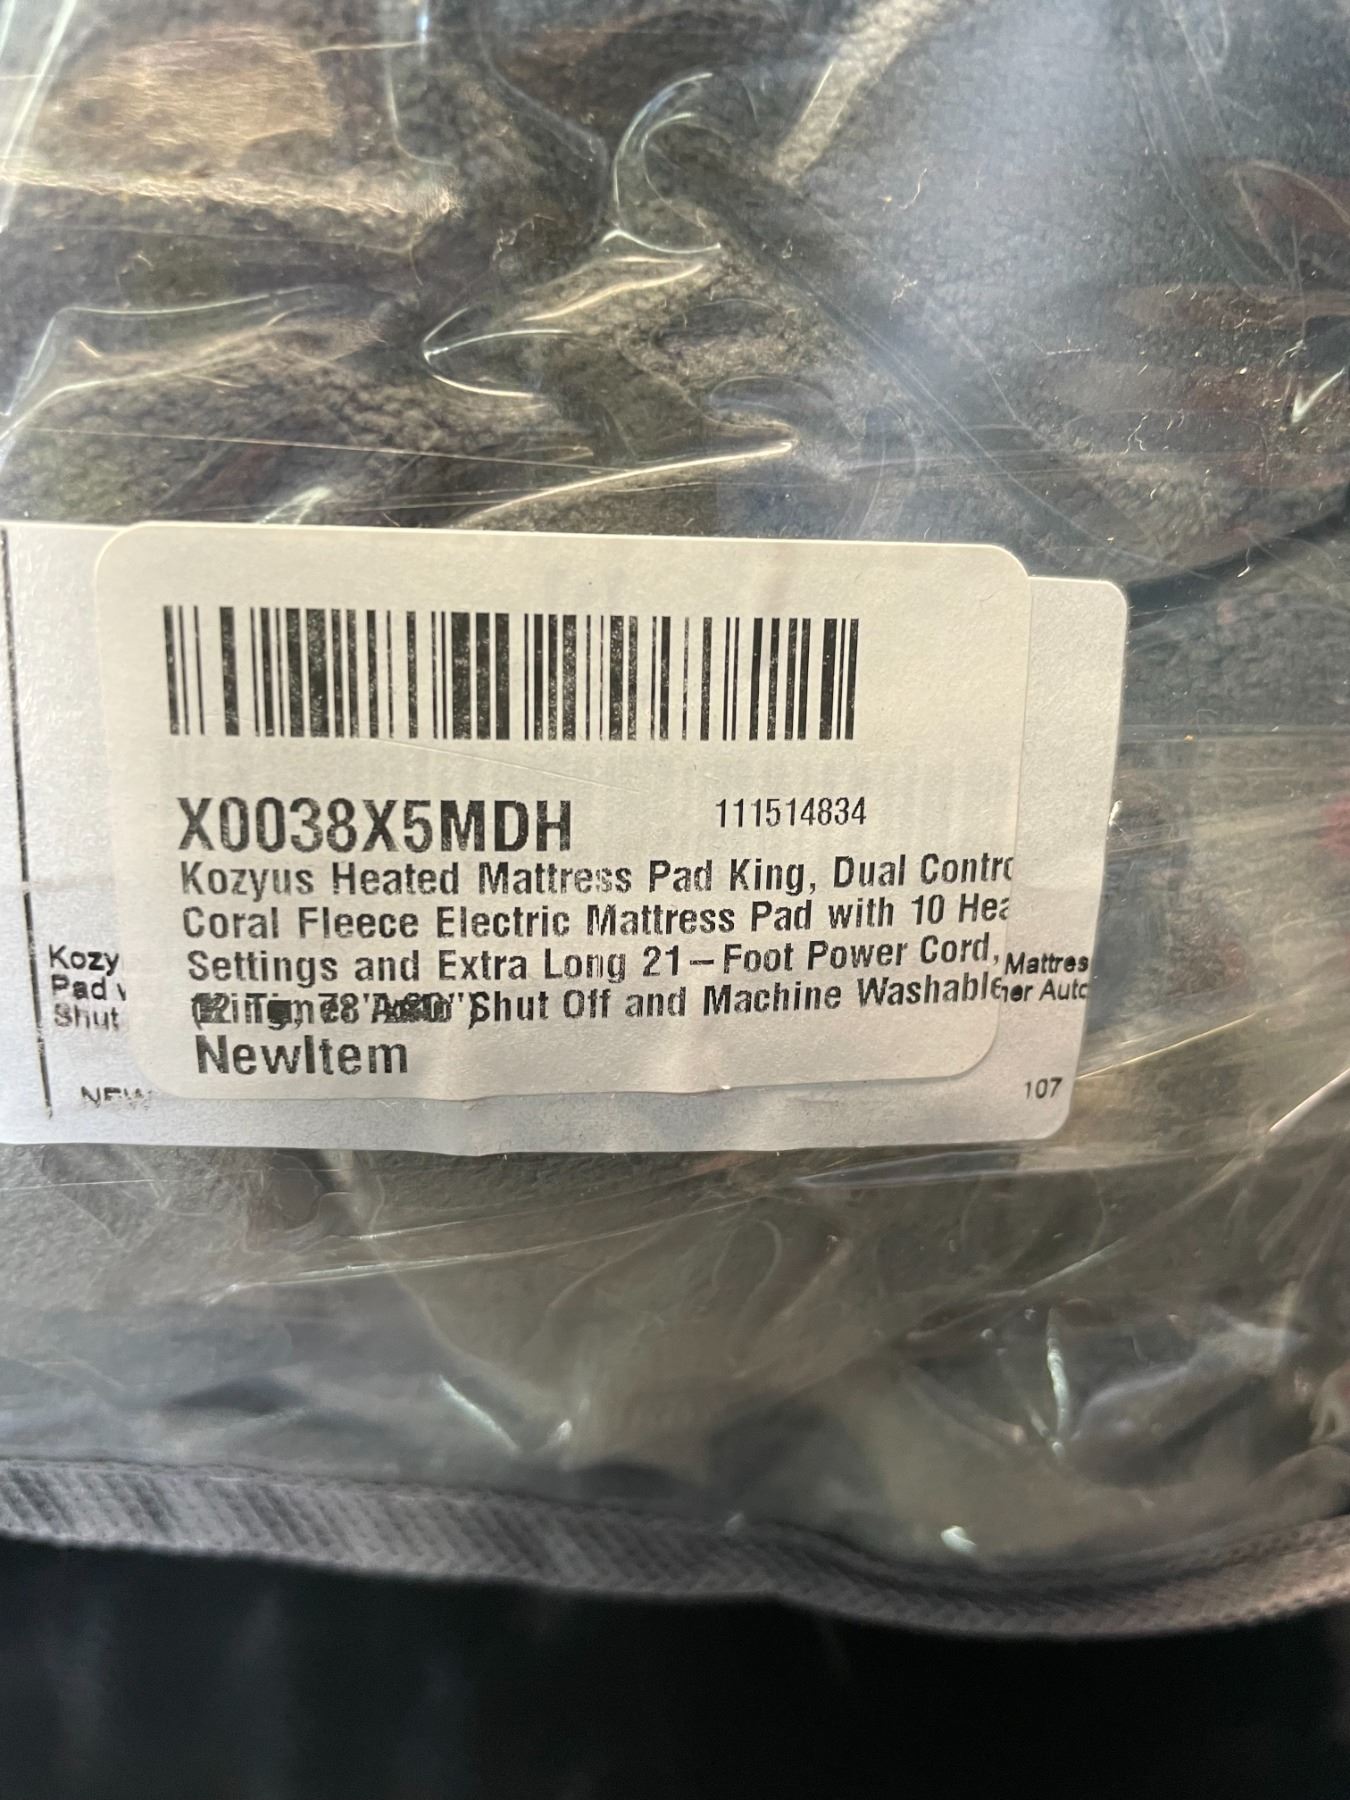 X0038X5MDH 111514834
Kozyus Heated Mattress Pad King, Dual Contro
Coral Fleece Electric Mattress Pad with 10 Hea
Settings and Extra Long 21-Foot Power Cord,
Shut Off and Machine Washable
NewItem
Kozy
Pad
Shut
NEW
Mattres
Auto
107